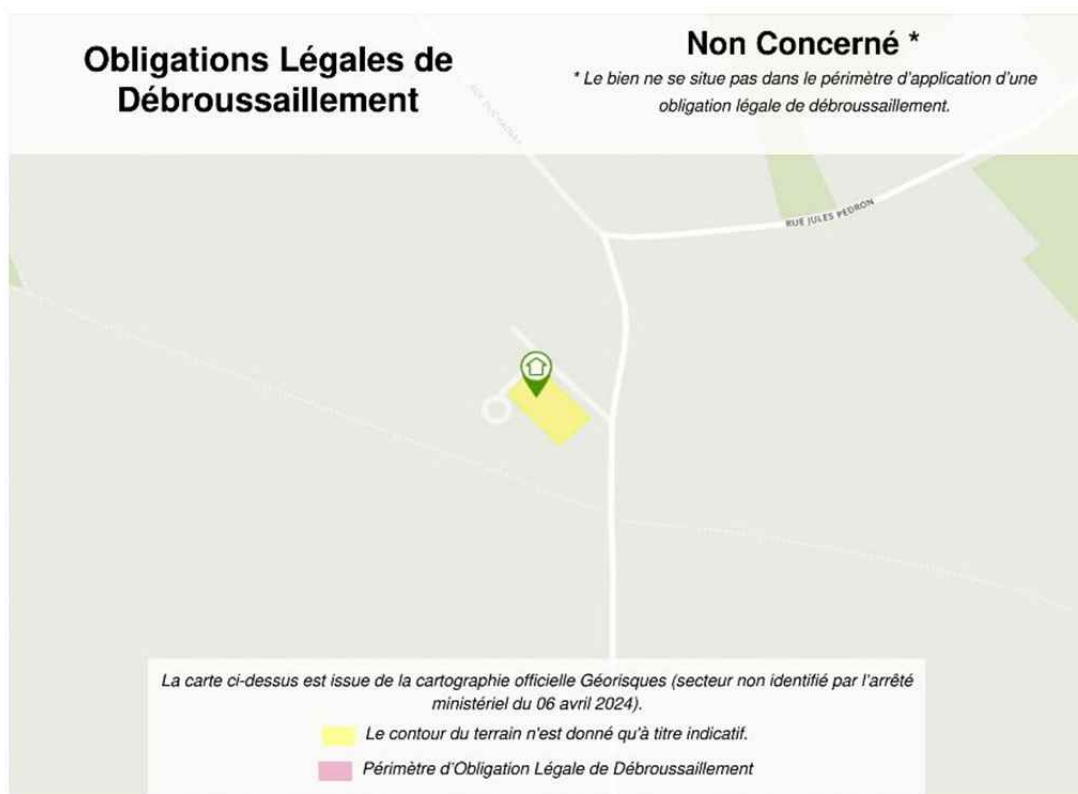 Obligations Légales de
Débroussaillement
Non Concerné *
* Le bien ne se situe pas dans le périmètre d'application d'une
obligation légale de débroussaillement.
RUE JULES PÉDRON
La carte ci-dessus est issue de la cartographie officielle Géorisques (secteur non identifié par l'arrêté
ministériel du 06 avril 2024).
Le contour du terrain n'est donné qu'à titre indicatif.
Périmètre d'Obligation Légale de Débroussaillement